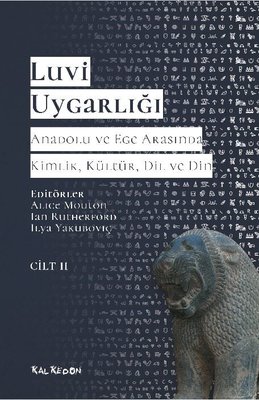 Luvi
Uygarlığı
Anadolu ve Ege Arasında
Kimlik, Kültür, Dil ve Din
Editörler
Alice Mouton
Ian Rutherford
Ilya Yakubovıç
CİLT II
KALKEDON